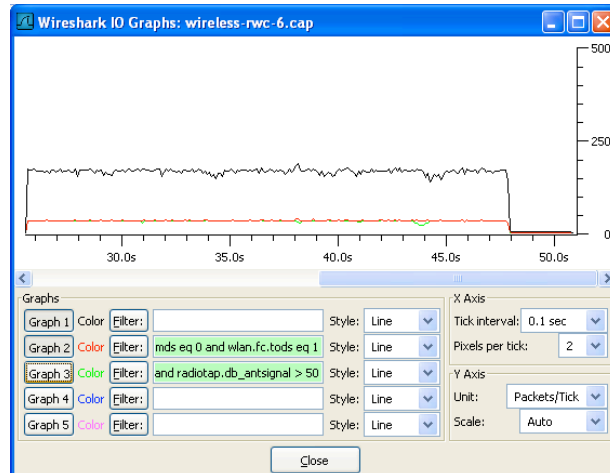 Wireshark IO Graphs: wireless-rwc-6.cap
500
250
0
30.0s 35.0s 40.0s 45.0s 50.0s
Graphs X Axis
Graph 1 Color Filter: Style: Line Tick interval: 0.1 sec
Graph 2 Color Filter: mds eq 0 and wlan.fc.tods eq 1 Style: Line Pixels per tick: 2
Graph 3 Color Filter: and radiotap.db_antsignal > 50 Style: Line Y Axis
Graph 4 Color Filter: Style: Line Unit: Packets/Tick
Graph 5 Color Filter: Style: Line Scale: Auto
Close